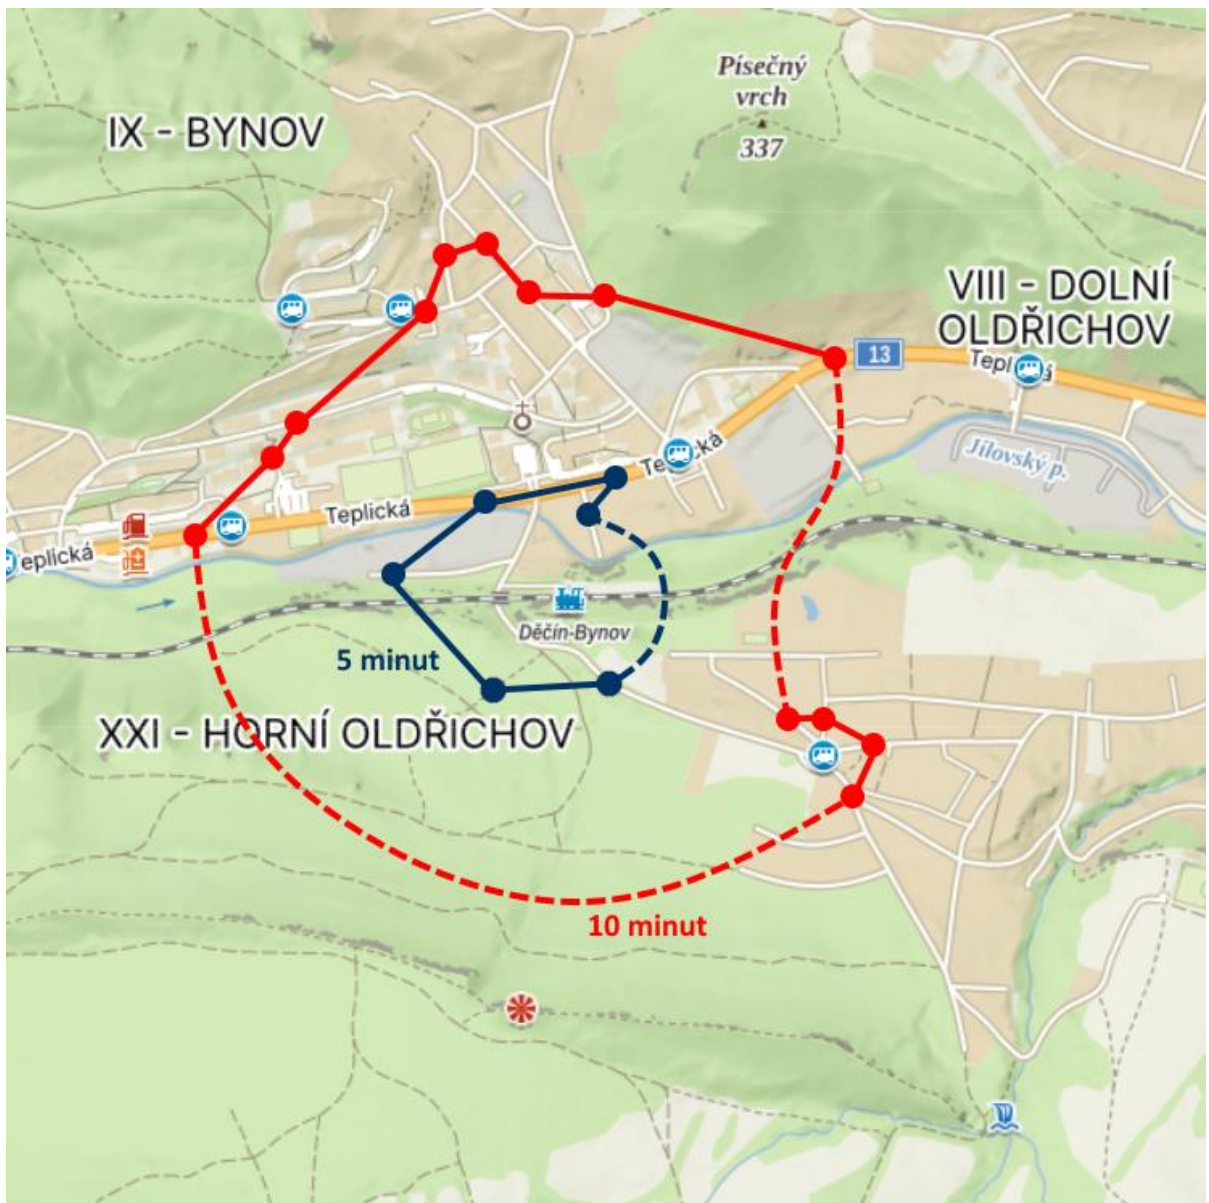 Písečný
vrch
337
IX - BYNOV
VIII - DOLNÍ
OLDŘICHOV
13
Teplická
Teplická
Jílovský p.
Teplická
eplická
Děčín-Bynov
5 minut
XXI - HORNÍ OLDŘICHOV
10 minut